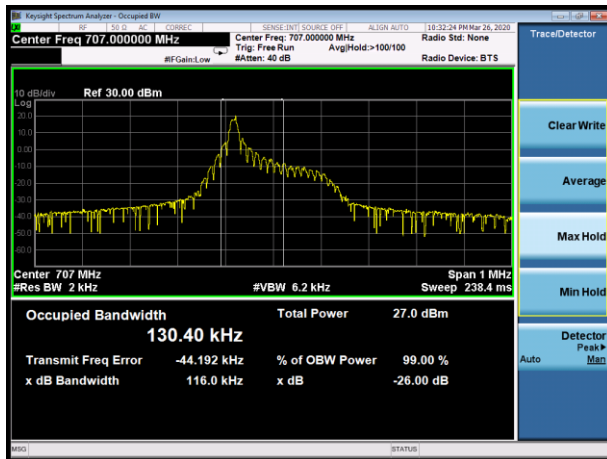 Keysight Spectrum Analyzer - Occupied BW
RF 50 Ω AC CORREC SENSE:INT SOURCE OFF ALIGN AUTO 10:32:24 PM Mar 26, 2020
Center Freq 707.000000 MHz Center Freq: 707.000000 MHz Radio Std: None Trace/Detector
Trig: Free Run Avg|Hold:>100/100
#IFGain:Low #Atten: 40 dB Radio Device: BTS
10 dB/div Ref 30.00 dBm
Log
20.0
10.0
0.00
-10.0
-20.0
-30.0
-40.0
-50.0
-60.0
Center 707 MHz Span 1 MHz
#Res BW 2 kHz #VBW 6.2 kHz Sweep 238.4 ms
Occupied Bandwidth Total Power 27.0 dBm
130.40 kHz
Transmit Freq Error -44.192 kHz % of OBW Power 99.00 %
x dB Bandwidth 116.0 kHz x dB -26.00 dB
Clear Write
Average
Max Hold
Min Hold
Detector
Peak▶
Auto Man
MSG STATUS